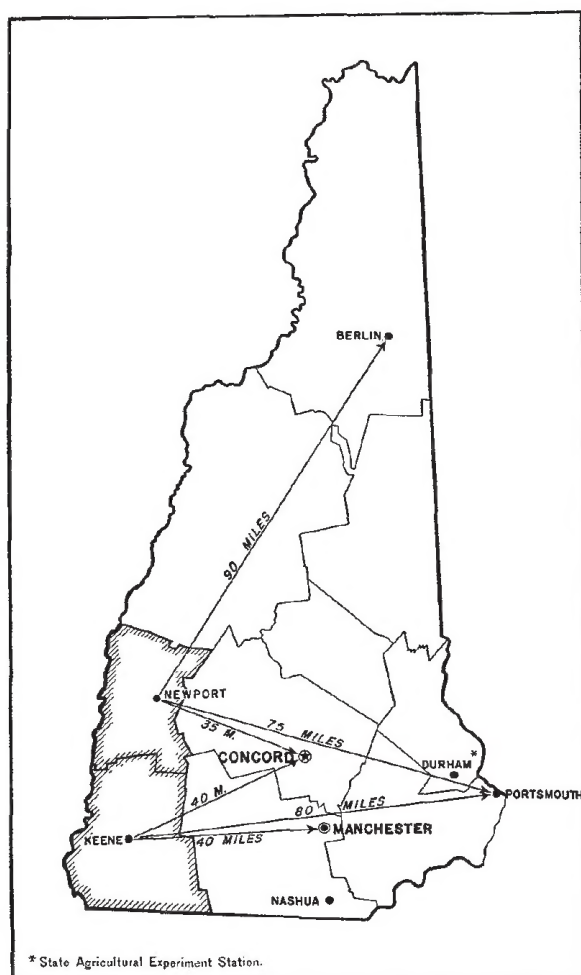 BERLIN
90 MILES
NEWPORT
35 M.
75 MILES
CONCORD
DURHAM*
PORTSMOUTH
40 M.
80 MILES
KEENE
40 MILES
MANCHESTER
NASHUA
* State Agricultural Experiment Station.